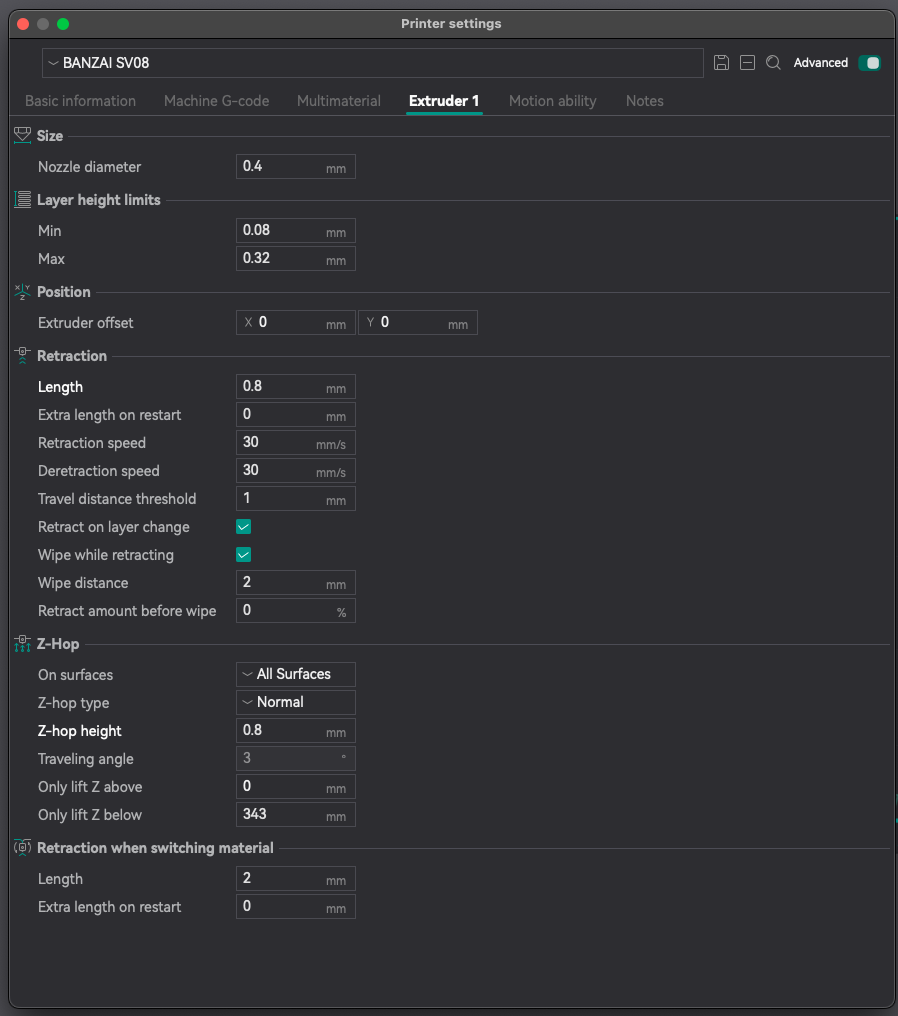 Printer settings
BANZAI SV08
Advanced
Basic information Machine G-code Multimaterial Extruder 1 Motion ability Notes
Size
Nozzle diameter 0.4 mm
Layer height limits
Min 0.08 mm
Max 0.32 mm
X Y Z Position
Extruder offset X 0 mm Y 0 mm
Retraction
Length 0.8 mm
Extra length on restart 0 mm
Retraction speed 30 mm/s
Deretraction speed 30 mm/s
Travel distance threshold 1 mm
Retract on layer change
Wipe while retracting
Wipe distance 2 mm
Retract amount before wipe 0 %
Z-Hop
On surfaces All Surfaces
Z-hop type Normal
Z-hop height 0.8 mm
Traveling angle 3 °
Only lift Z above 0 mm
Only lift Z below 343 mm
Retraction when switching material
Length 2 mm
Extra length on restart 0 mm